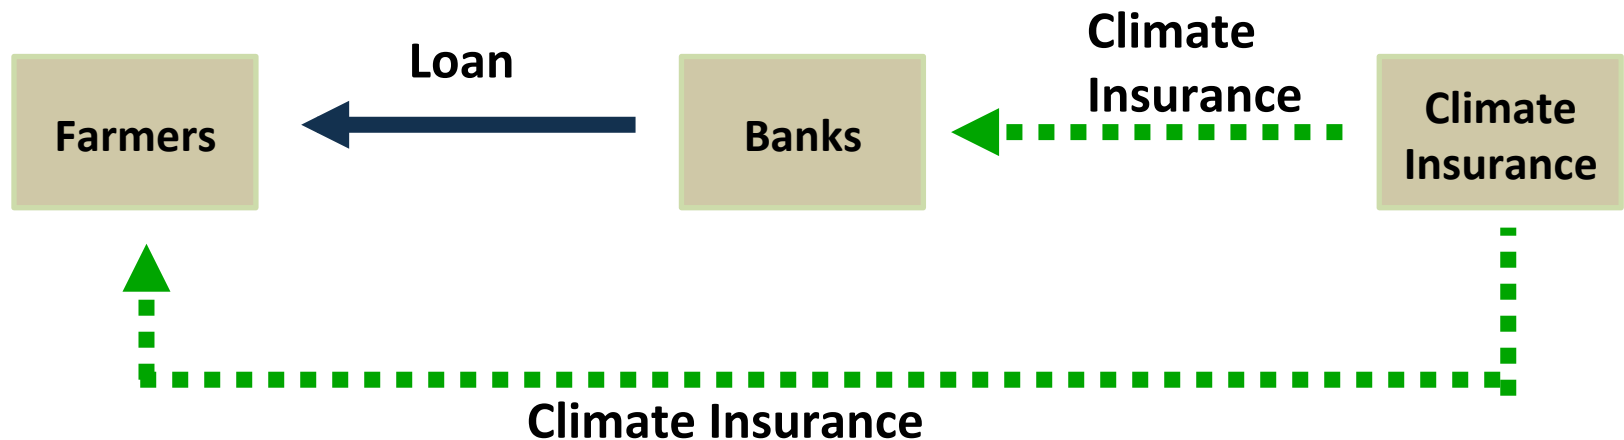 Loan
Climate
Insurance
Farmers
Banks
Climate
Insurance
Climate Insurance